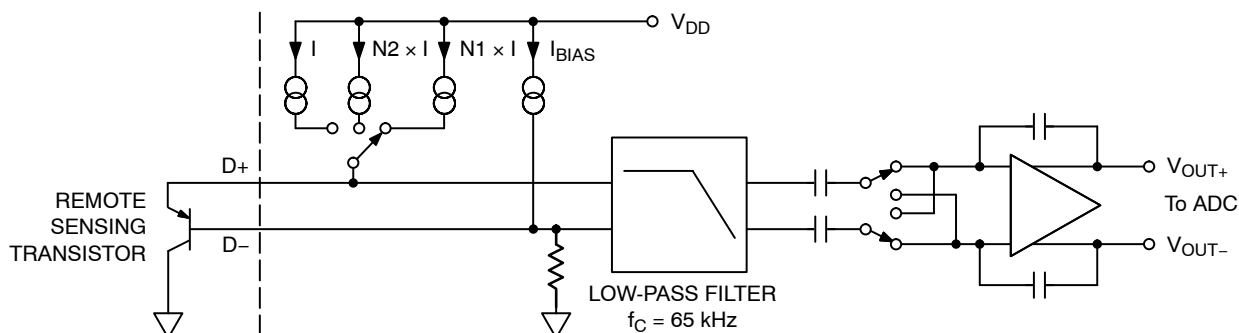 V_DD
I
N2 × I
N1 × I
I_BIAS
D+
REMOTE
SENSING
TRANSISTOR
D−
LOW-PASS FILTER
f_C = 65 kHz
V_OUT+
To ADC
V_OUT−